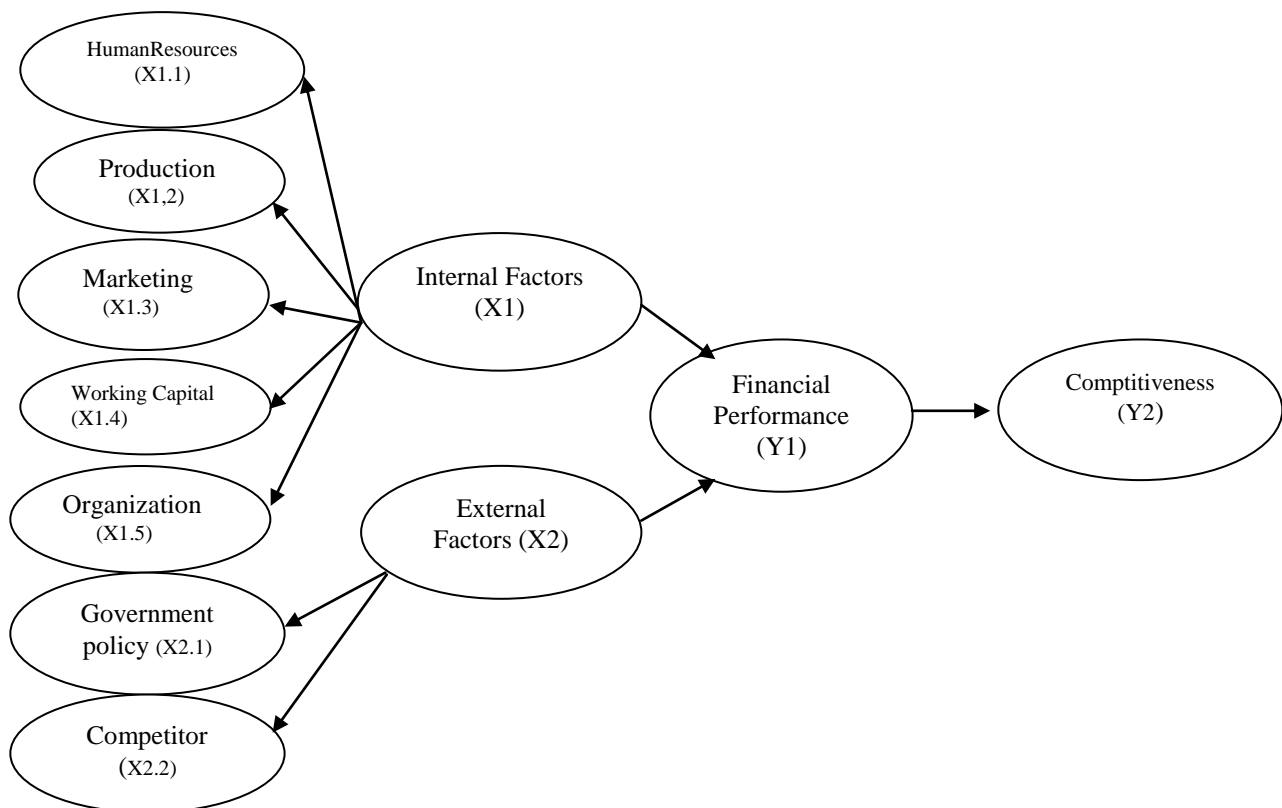 HumanResources
(X1.1)
Production
(X1,2)
Marketing
(X1.3)
Working Capital
(X1.4)
Organization
(X1.5)
Government
policy (X2.1)
Competitor
(X2.2)
Internal Factors
(X1)
External
Factors (X2)
Financial
Performance
(Y1)
Comptitiveness
(Y2)